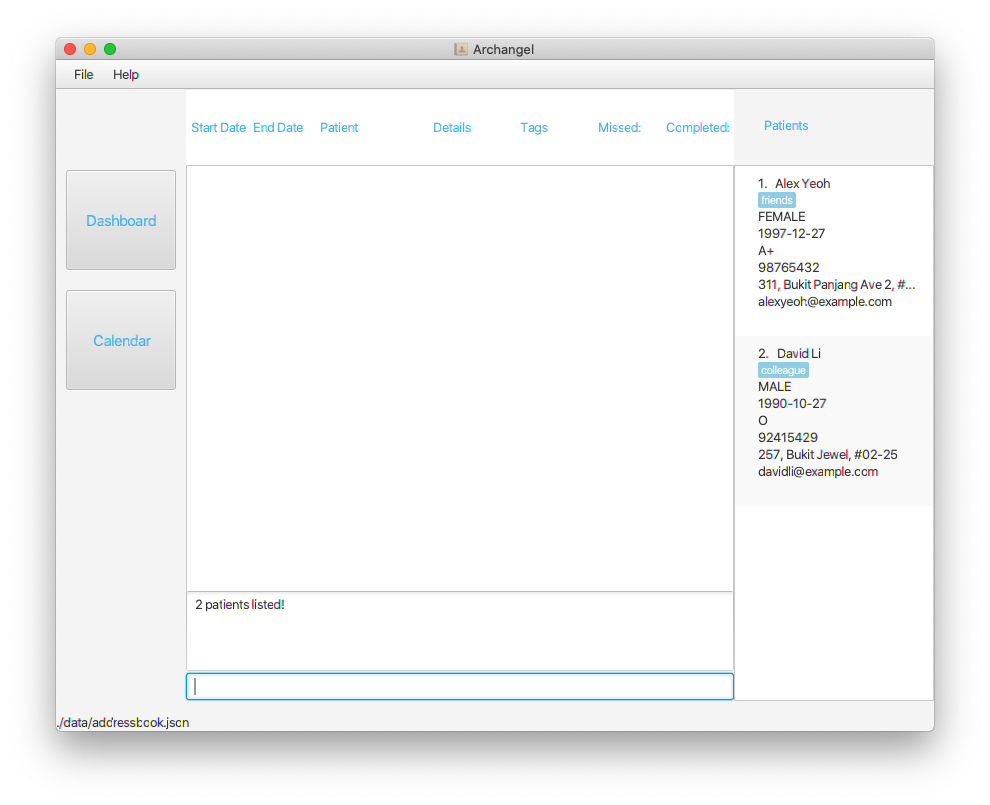 Archangel
File Help
Start Date End Date Patient Details Tags Missed: Completed: Patients
Dashboard
Calendar
1. Alex Yeoh
friends
FEMALE
1997-12-27
A+
98765432
311, Bukit Panjang Ave 2, #...
alexyeoh@example.com
2. David Li
colleague
MALE
1990-10-27
O
92415429
257, Bukit Jewel, #02-25
davidli@example.com
2 patients listed!
./data/addressbook.json